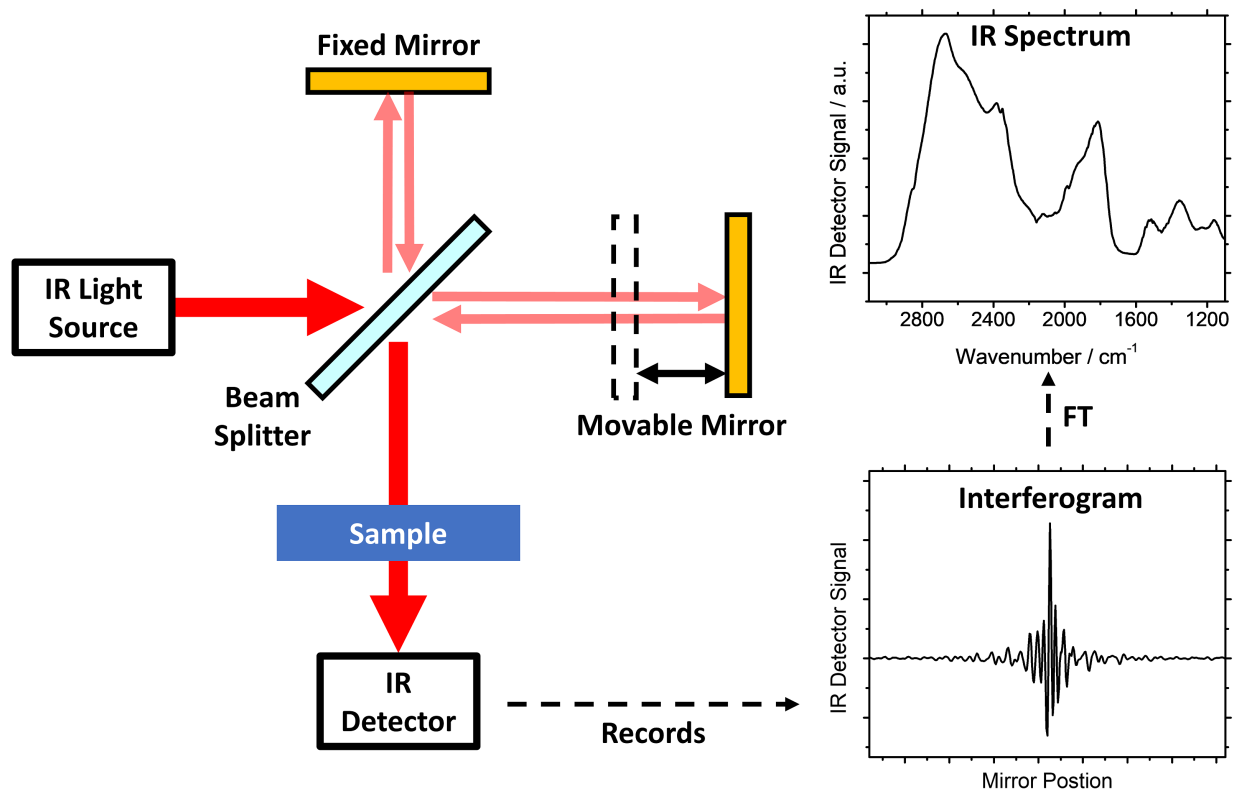 Fixed Mirror
IR Light
Source
Beam
Splitter
Movable Mirror
Sample
IR
Detector
Records
IR Spectrum
IR Detector Signal / a.u.
2800 2400 2000 1600 1200
Wavenumber / cm⁻¹
FT
Interferogram
IR Detector Signal
Mirror Postion